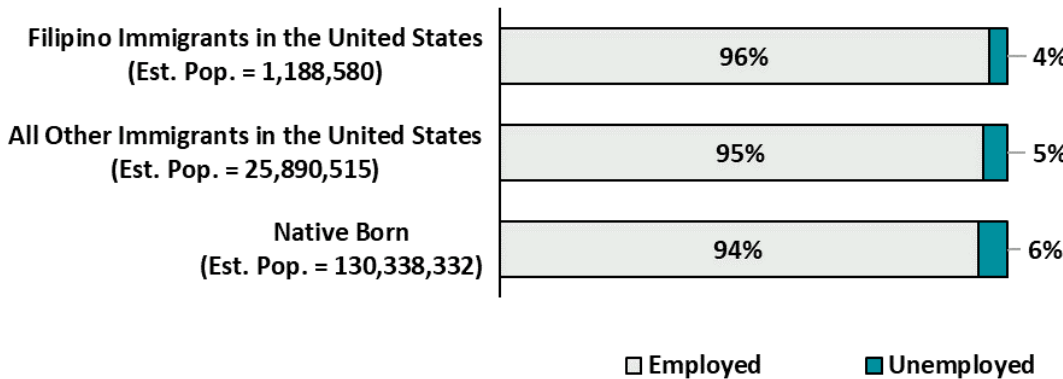 Filipino Immigrants in the United States
(Est. Pop. = 1,188,580)
96%
4%
All Other Immigrants in the United States
(Est. Pop. = 25,890,515)
95%
5%
Native Born
(Est. Pop. = 130,338,332)
94%
6%
Employed
Unemployed